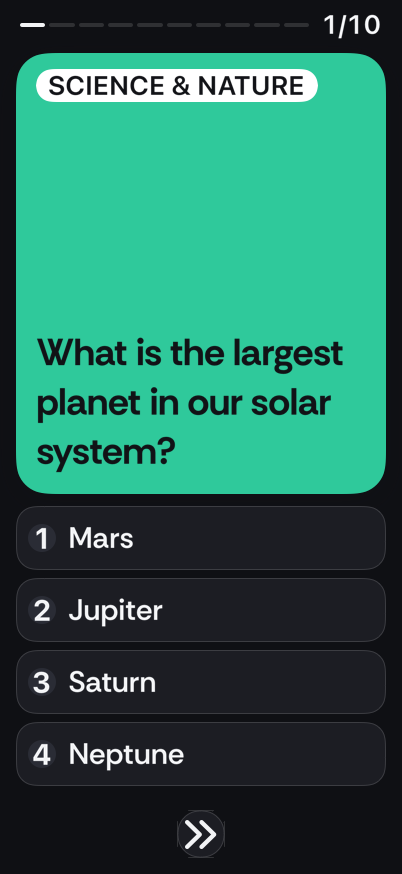 1/10
SCIENCE & NATURE
What is the largest
planet in our solar
system?
1 Mars
2 Jupiter
3 Saturn
4 Neptune